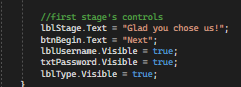 //first stage's controls
lblStage.Text = "Glad you chose us!";
btnBegin.Text = "Next";
lblUsername.Visible = true;
txtPassword.Visible = true;
lblType.Visible = true;
}